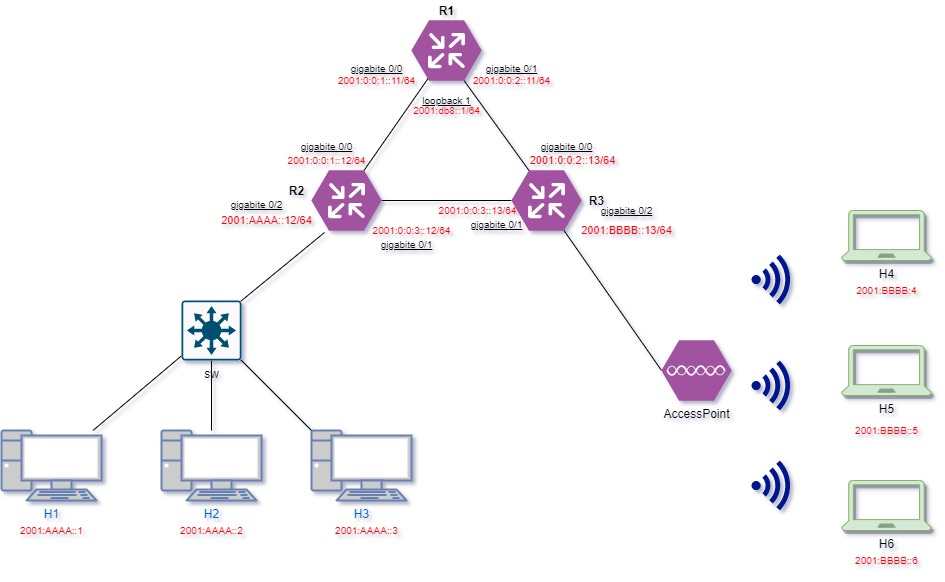 R1
gigabite 0/0
2001:0:0:1::11/64
gigabite 0/1
2001:0:0:2::11/64
loopback 1
2001:db8::1/64
gigabite 0/0
2001:0:0:1::12/64
gigabite 0/0
2001:0:0:2::13/64
R2
gigabite 0/2
2001:AAAA::12/64
2001:0:0:3::12/64
gigabite 0/1
2001:0:0:3::13/64
gigabite 0/1
R3
gigabite 0/2
2001:BBBB::13/64
H4
2001:BBBB:4
SW
AccessPoint
H5
2001:BBBB::5
H1
2001:AAAA::1
H2
2001:AAAA::2
H3
2001:AAAA::3
H6
2001:BBBB::6